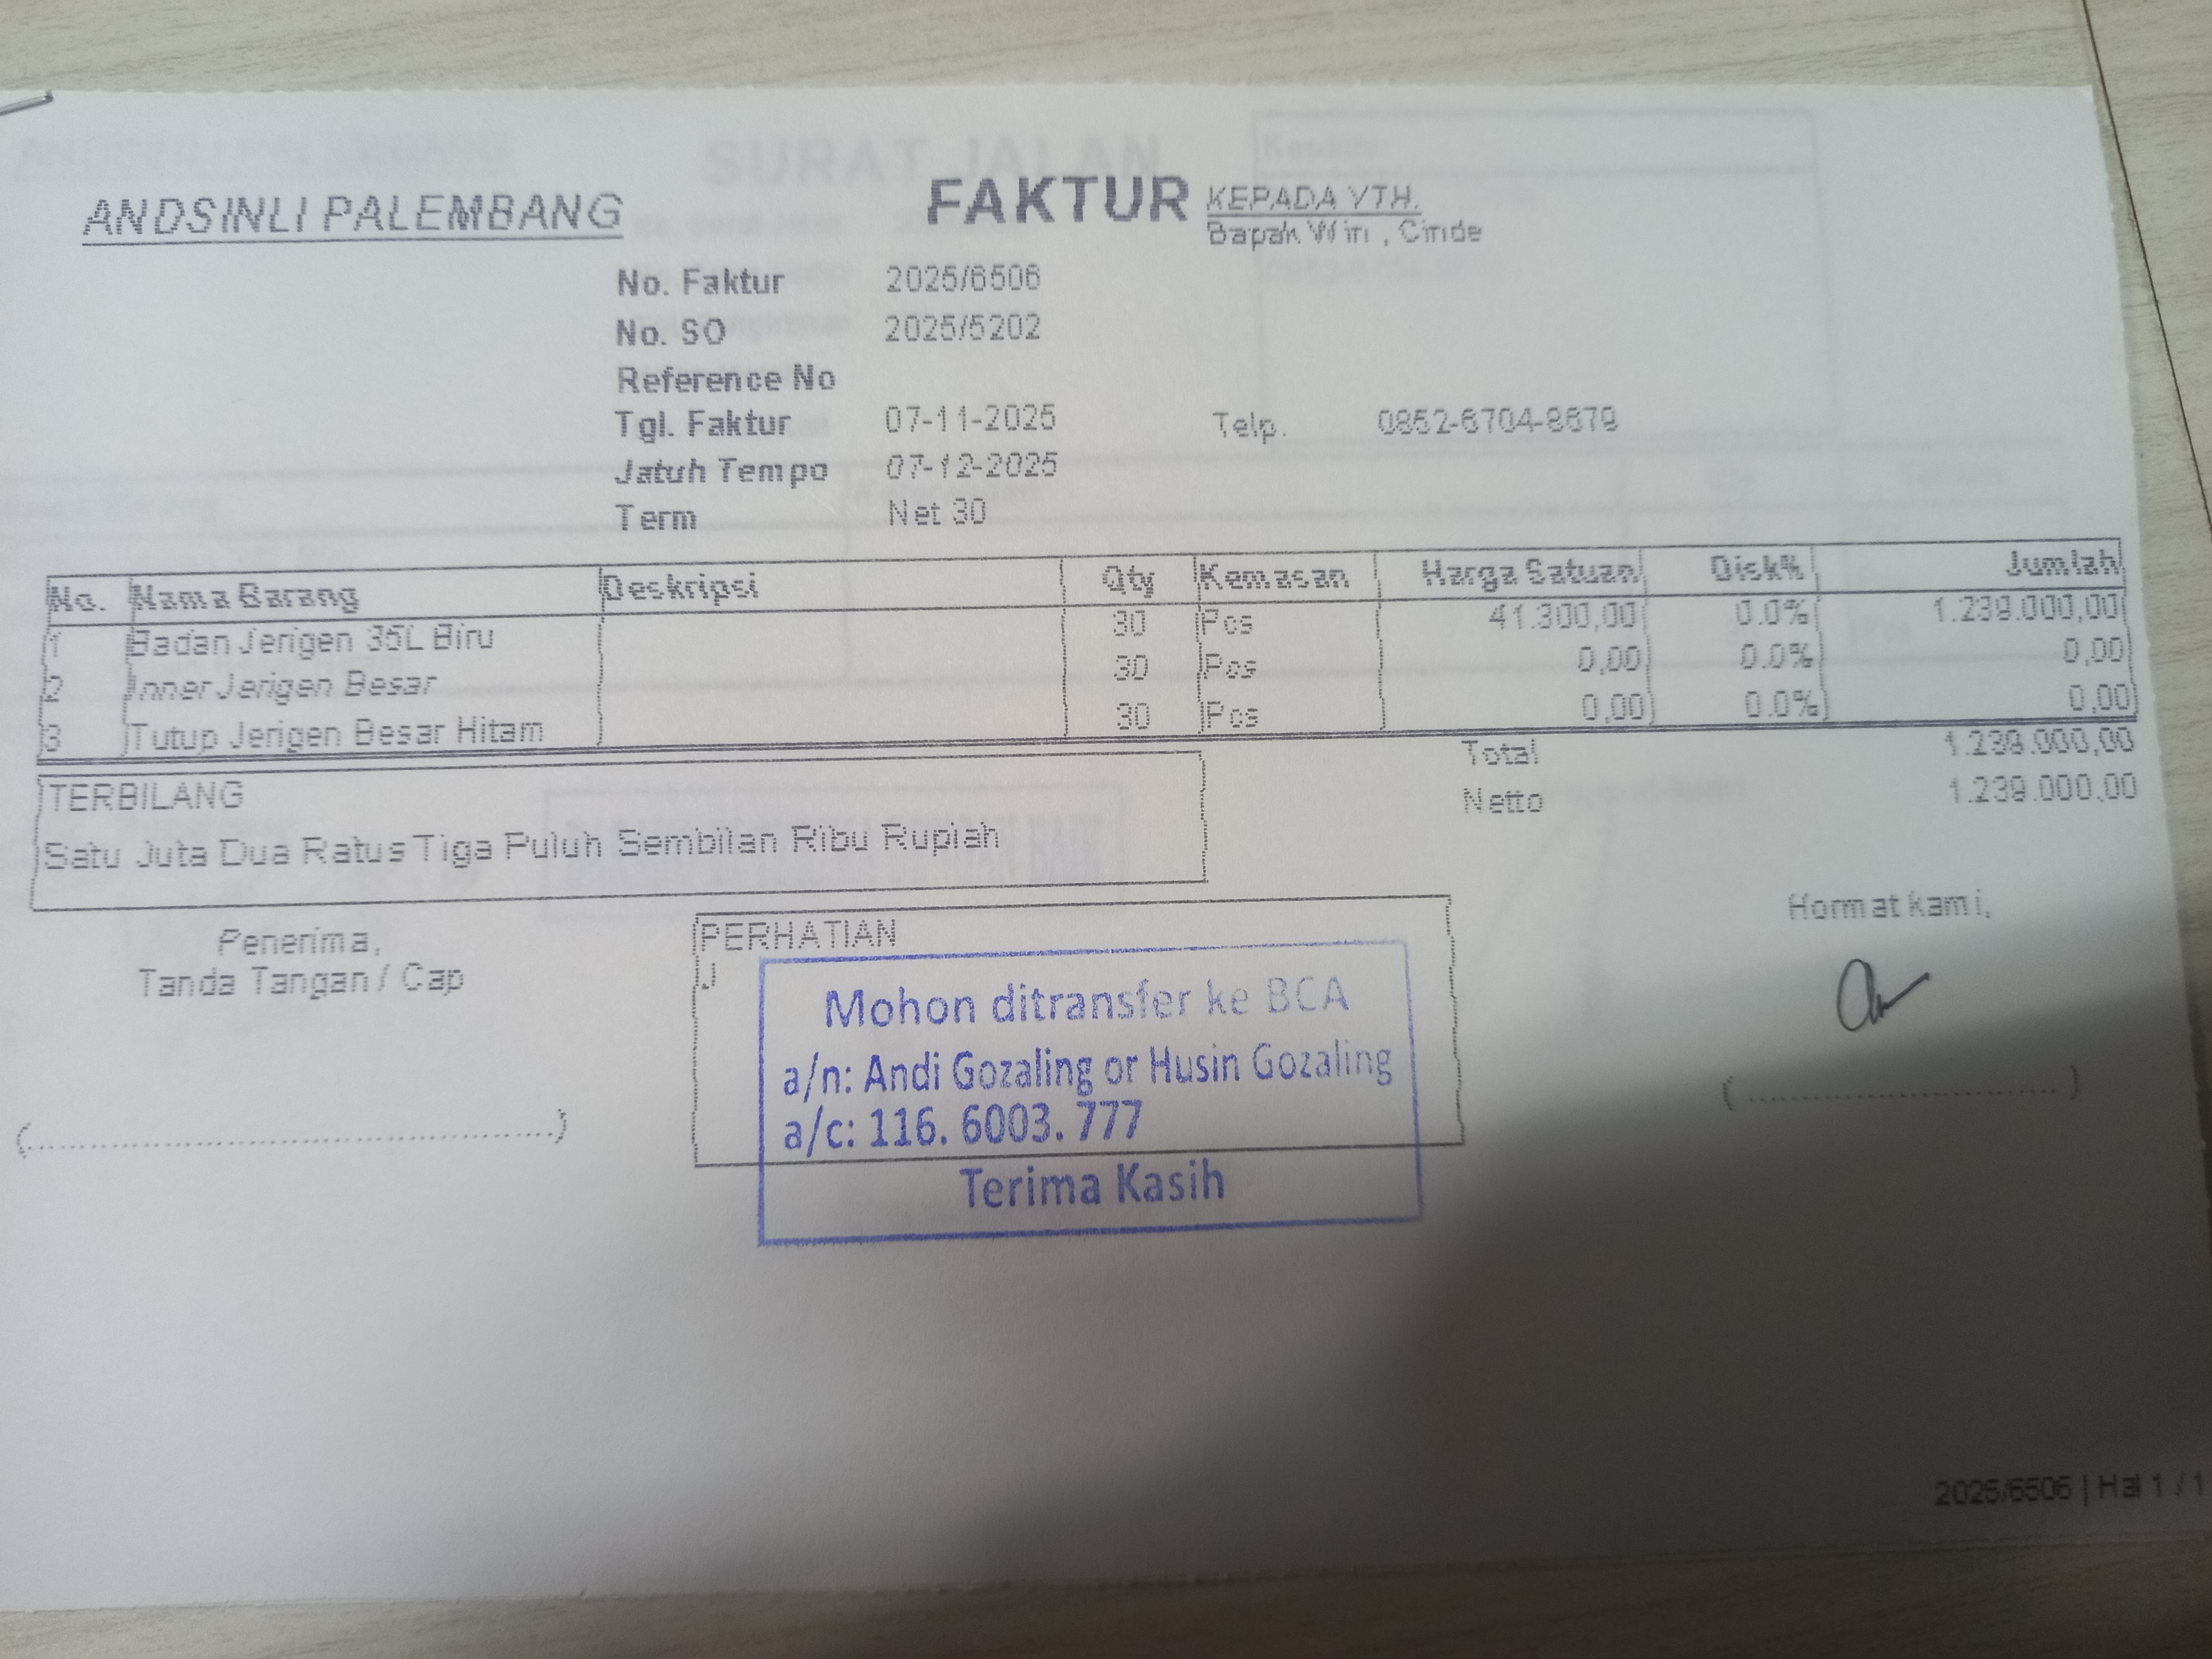 ANDSINLI PALEMBANG
FAKTUR
KEPADA YTH.
Bapak Win , Cinde
No. Faktur 2025/6506
No. SO 2025/5202
Reference No
Tgl. Faktur 07-11-2025
Telp.
Jatuh Tempo 07-12-2025
Term Net 30
No. Nama Barang Deskripsi Qty Kemasan Harga Satuan Disk% Jumlah
1 Badan Jerigen 35L Biru 30 Pcs 41.300,00 0.0% 1.239.000,00
2 Inner Jerigen Besar 30 Pcs 0,00 0.0% 0,00
3 Tutup Jerigen Besar Hitam 30 Pcs 0,00 0.0% 0,00
Total 1.239.000,00
Netto 1.239.000,00
TERBILANG
Satu Juta Dua Ratus Tiga Puluh Sembilan Ribu Rupiah
Penerima,
Tanda Tangan / Cap
PERHATIAN
J
Mohon ditransfer ke BCA
a/n: Andi Gozaling or Husin Gozaling
a/c: 116. 6003. 777
Terima Kasih
Hormat kami,
2025/6506 | Hal 1 / 1
SURAT JALAN
Kepada